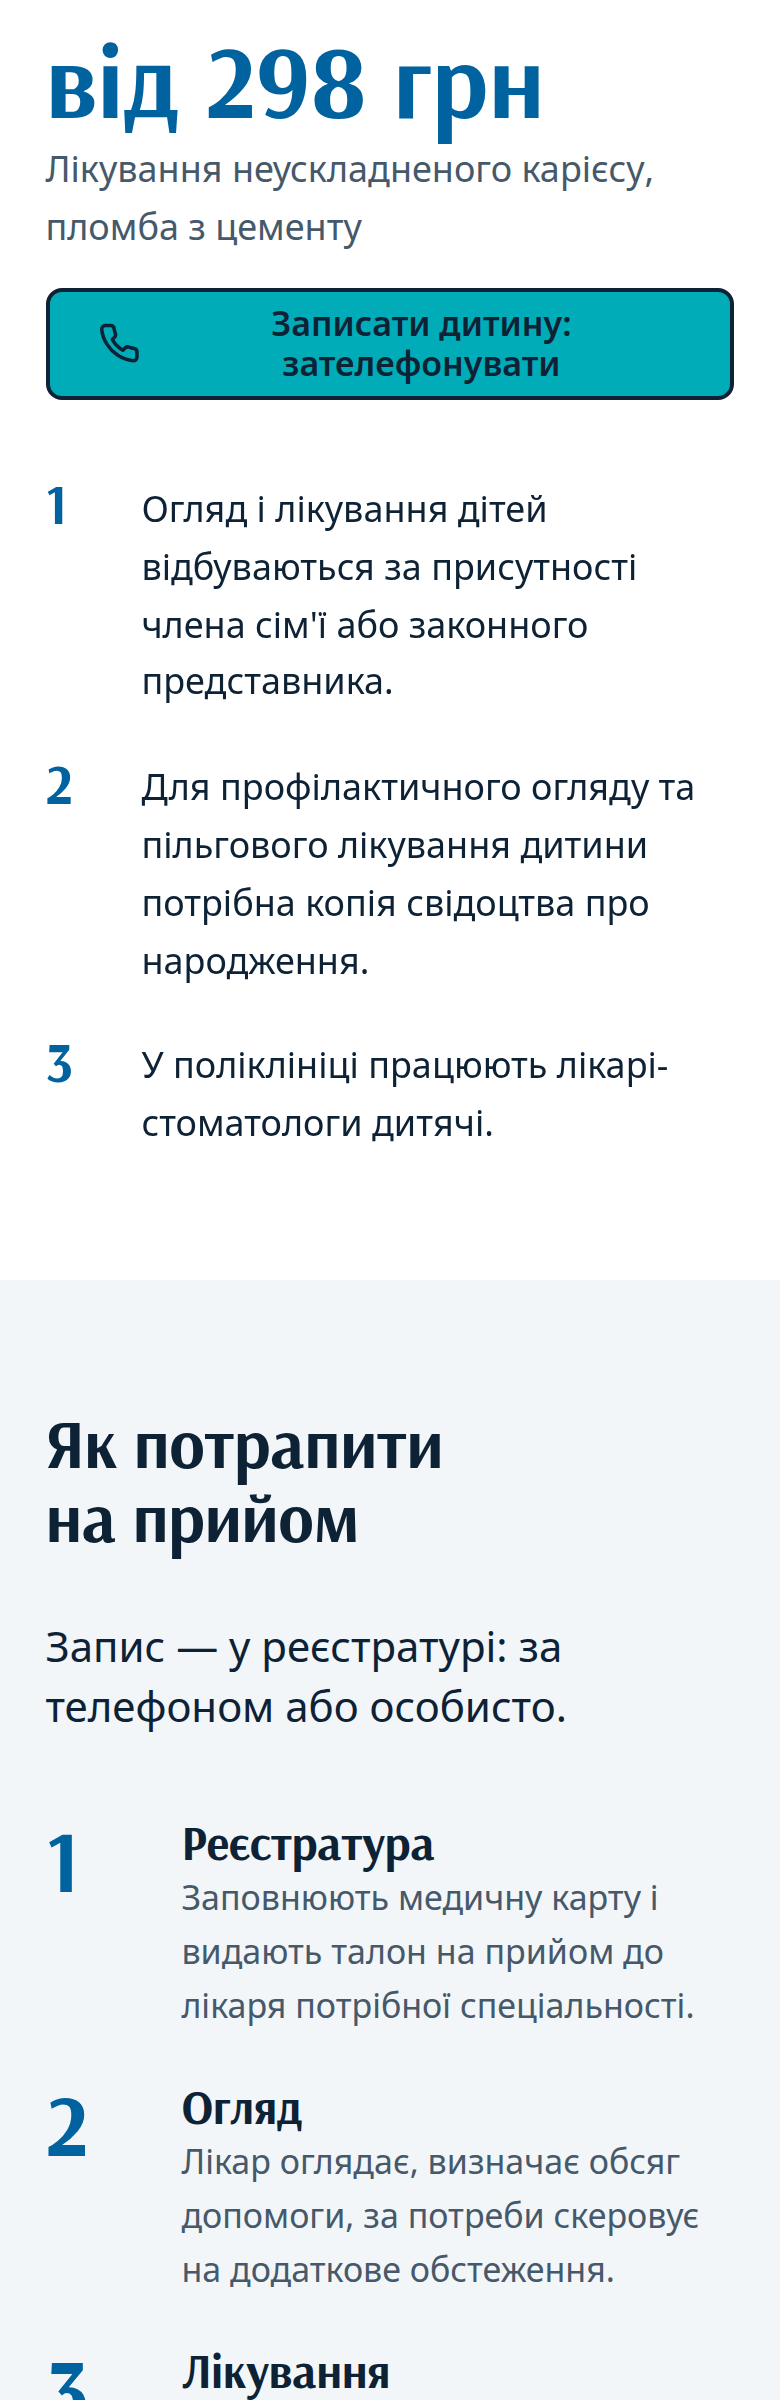 від 298 грн
Лікування неускладненого карієсу,
пломба з цементу
Записати дитину:
зателефонувати
1
Огляд і лікування дітей
відбуваються за присутності
члена сім'ї або законного
представника.
2
Для профілактичного огляду та
пільгового лікування дитини
потрібна копія свідоцтва про
народження.
3
У поліклініці працюють лікарі-
стоматологи дитячі.
Як потрапити
на прийом
Запис — у реєстратурі: за
телефоном або особисто.
1
Реєстратура
Заповнюють медичну карту і
видають талон на прийом до
лікаря потрібної спеціальності.
2
Огляд
Лікар оглядає, визначає обсяг
допомоги, за потреби скеровує
на додаткове обстеження.
3
Лікування